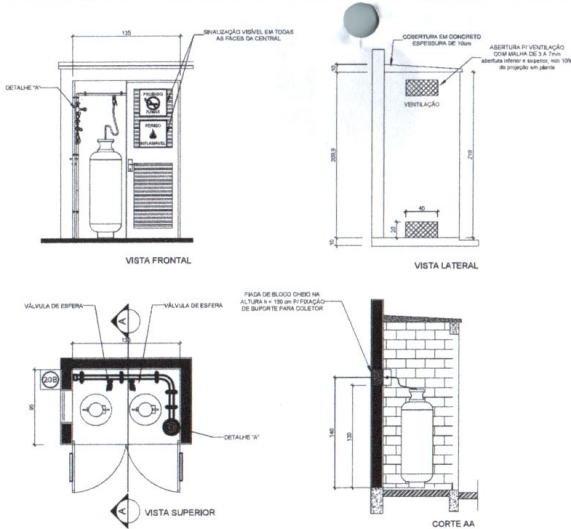 135
SINALIZAÇÃO VISÍVEL EM TODAS
AS FACES DA CENTRAL
DETALHE "A"
PROIBIDO
FUMAR
PERIGO
INFLAMÁVEL
VISTA FRONTAL
COBERTURA EM CONCRETO
ESPESSURA DE 10cm
ABERTURA P/ VENTILAÇÃO
COM MALHA DE 3 A 7mm
abertura inferior e superior, min 10%
da projeção em planta
VENTILAÇÃO
10
210
40
20
10
VISTA LATERAL
VÁLVULA DE ESFERA
VÁLVULA DE ESFERA
A
20B
95
DETALHE "A"
A
VISTA SUPERIOR
FIADA DE BLOCO CHEIO NA
ALTURA h = 150 cm P/ FIXAÇÃO
DE SUPORTE PARA COLETOR
140
130
CORTE AA